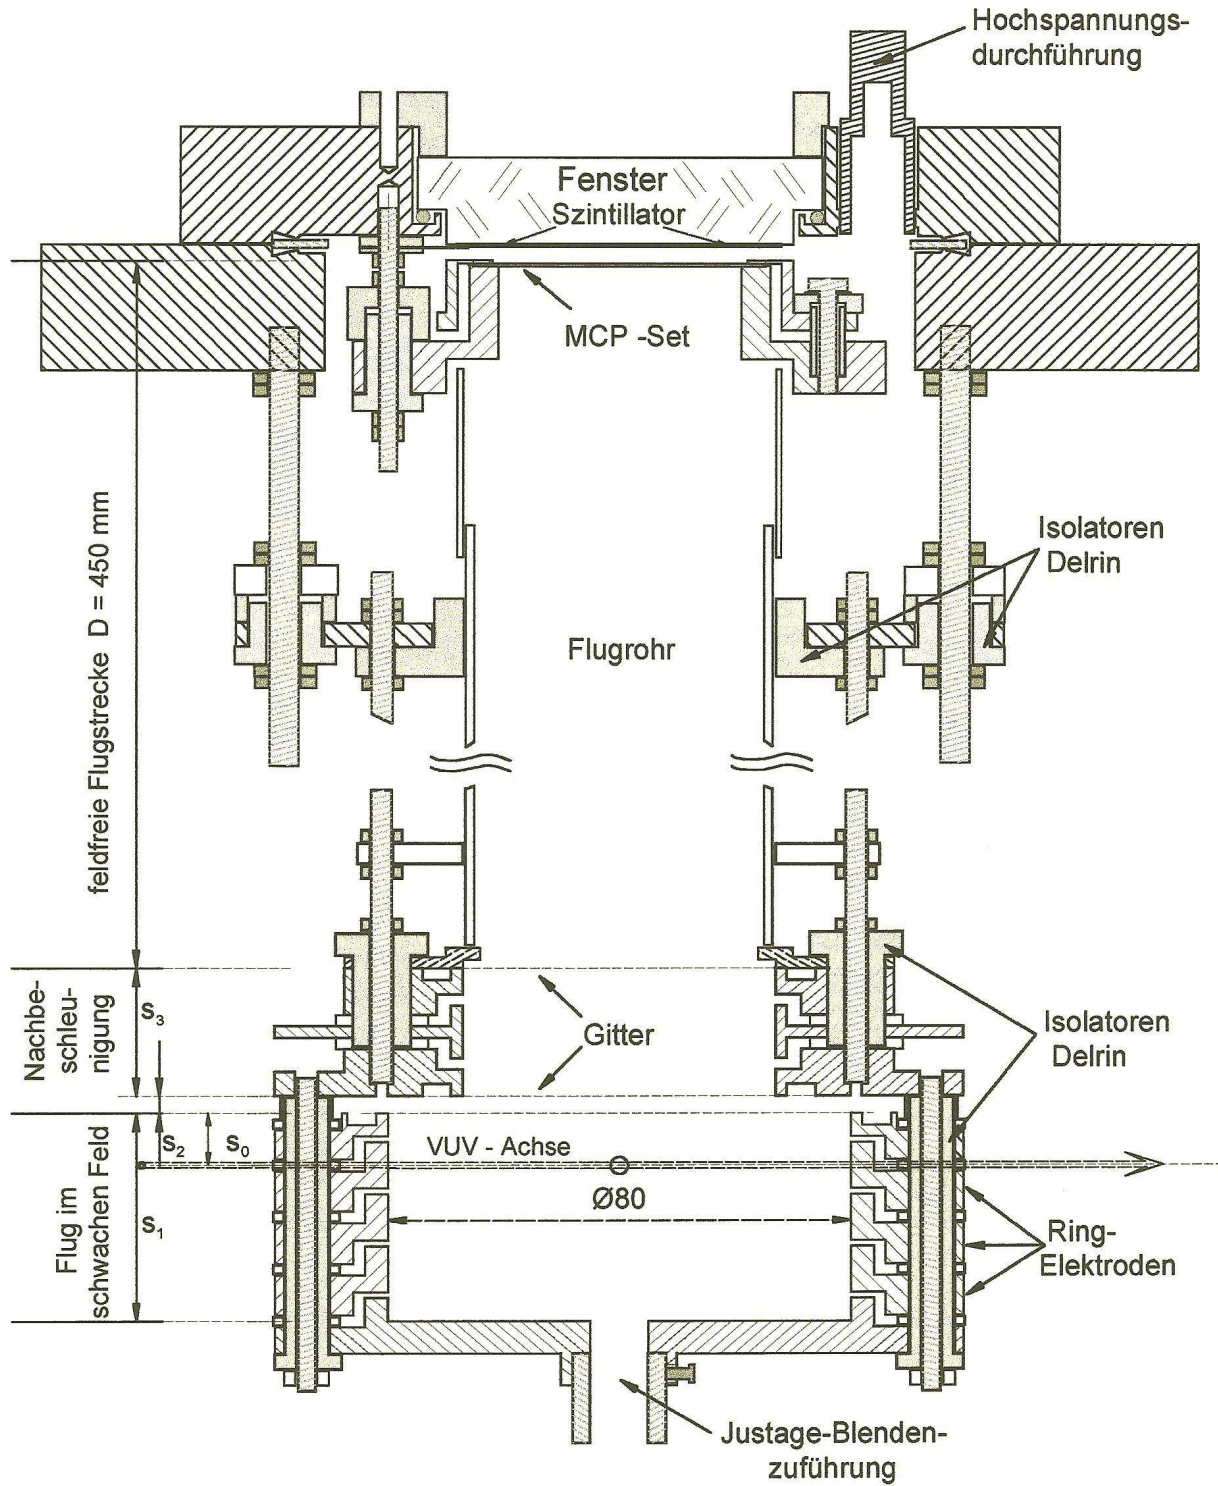 Hochspannungs-
durchführung
Fenster
Szintillator
MCP -Set
feldfreie Flugstrecke D = 450 mm
Isolatoren
Delrin
Flugrohr
Nachbe-
schleu-
nigung
s3
Gitter
Isolatoren
Delrin
Flug im
schwachen Feld
s2
s0
s1
VUV - Achse
Ø80
Ring-
Elektroden
Justage-Blenden-
zuführung